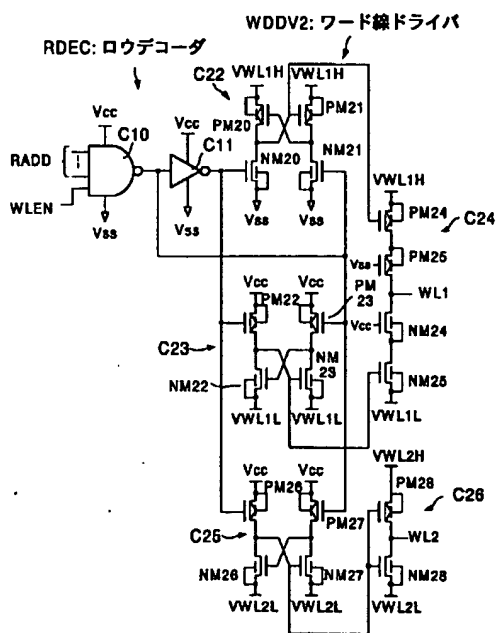 WDDV2: ワード線ドライバ
RDEC: ロウデコーダ
C22
VWL1H VWL1H
PM20
PM21
Vcc
C10
Vcc
C11
RADD
WLEN
Vss
Vss
NM20
NM21
Vss Vss
VWL1H
PM24
C24
Vss
PM25
WL1
Vcc
NM24
NM25
VWL1L
Vcc
PM22
Vcc
PM
23
C23
NM22
NM
23
VWL1L VWL1L
VWL2H
PM28
C26
WL2
NM28
VWL2L
Vcc
PM26
Vcc
PM27
C25
NM26
NM27
VWL2L VWL2L